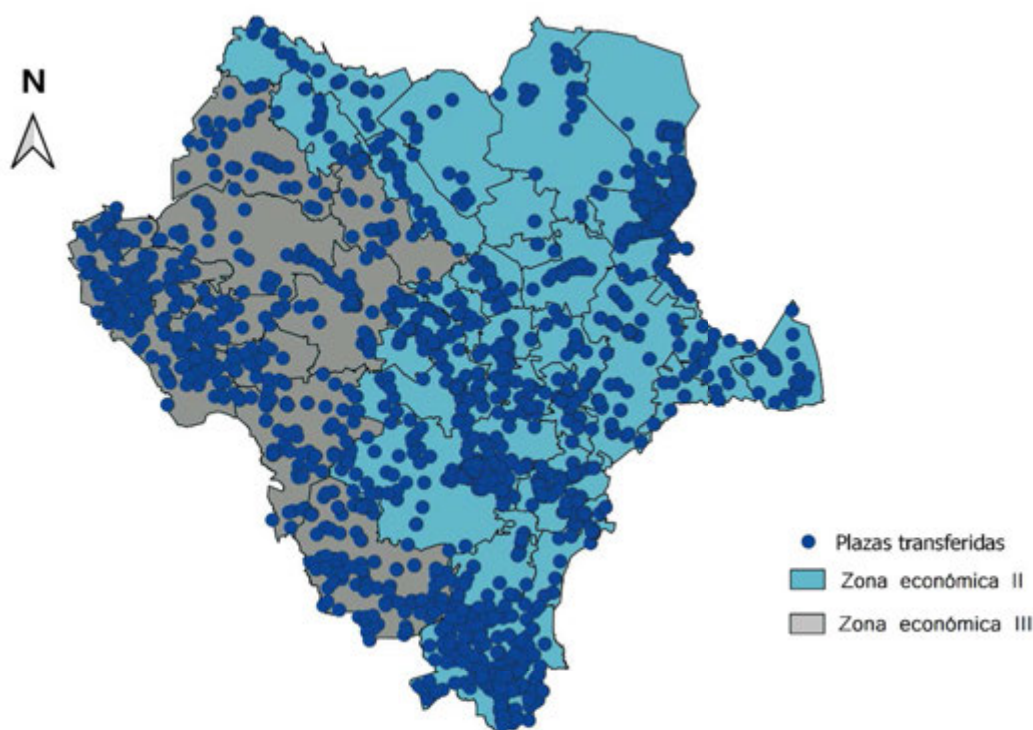 N
Plazas transferidas
Zona económica II
Zona económica III